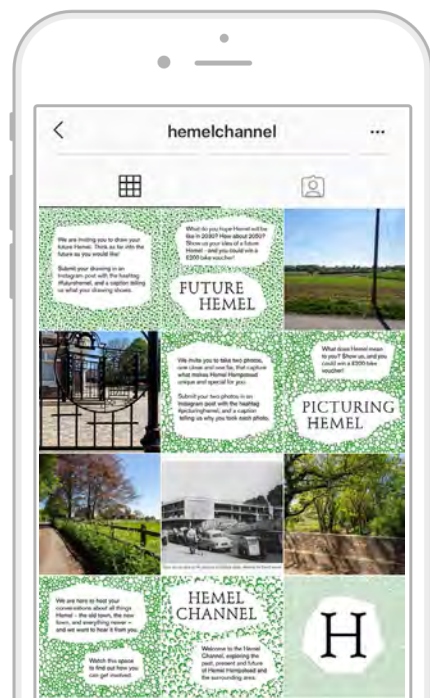 hemelchannel
We are inviting you to draw your
future Hemel. Think as far into the
future as you would like!
Submit your drawing in an
Instagram post with the hashtag
#futurehemel, and a caption telling
us what your drawing shows.
What do you hope Hemel will be
like in 2030? How about 2050?
Show us your idea of a future
Hemel - and you could win a
£200 bike voucher!
FUTURE
HEMEL
We invite you to take two photos,
one close and one far, that capture
what makes Hemel Hempstead
unique and special for you.
Submit your two photos in an
Instagram post with the hashtag
#picturinghemel, and a caption
telling us why you took each photo.
What does Hemel mean
to you? Show us, and you
could win a £200 bike
voucher!
PICTURING
HEMEL
We are here to hear your
conversations about all things
Hemel – the old town, the new
town, and everything newer –
and we want to hear it from you.
Watch this space
to find out how you
can get involved.
HEMEL
CHANNEL
Welcome to the Hemel
Channel, exploring the
past, present and future
of Hemel Hempstead and
the surrounding area.
H